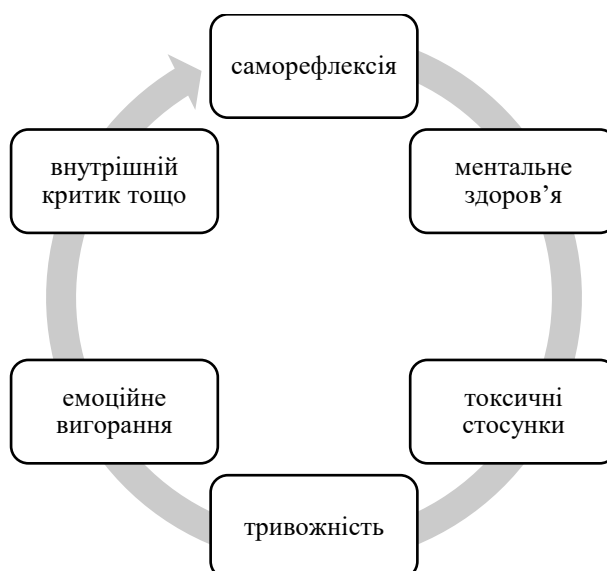 саморефлексія
ментальне
здоров’я
токсичні
стосунки
тривожність
емоційне
вигорання
внутрішній
критик тощо